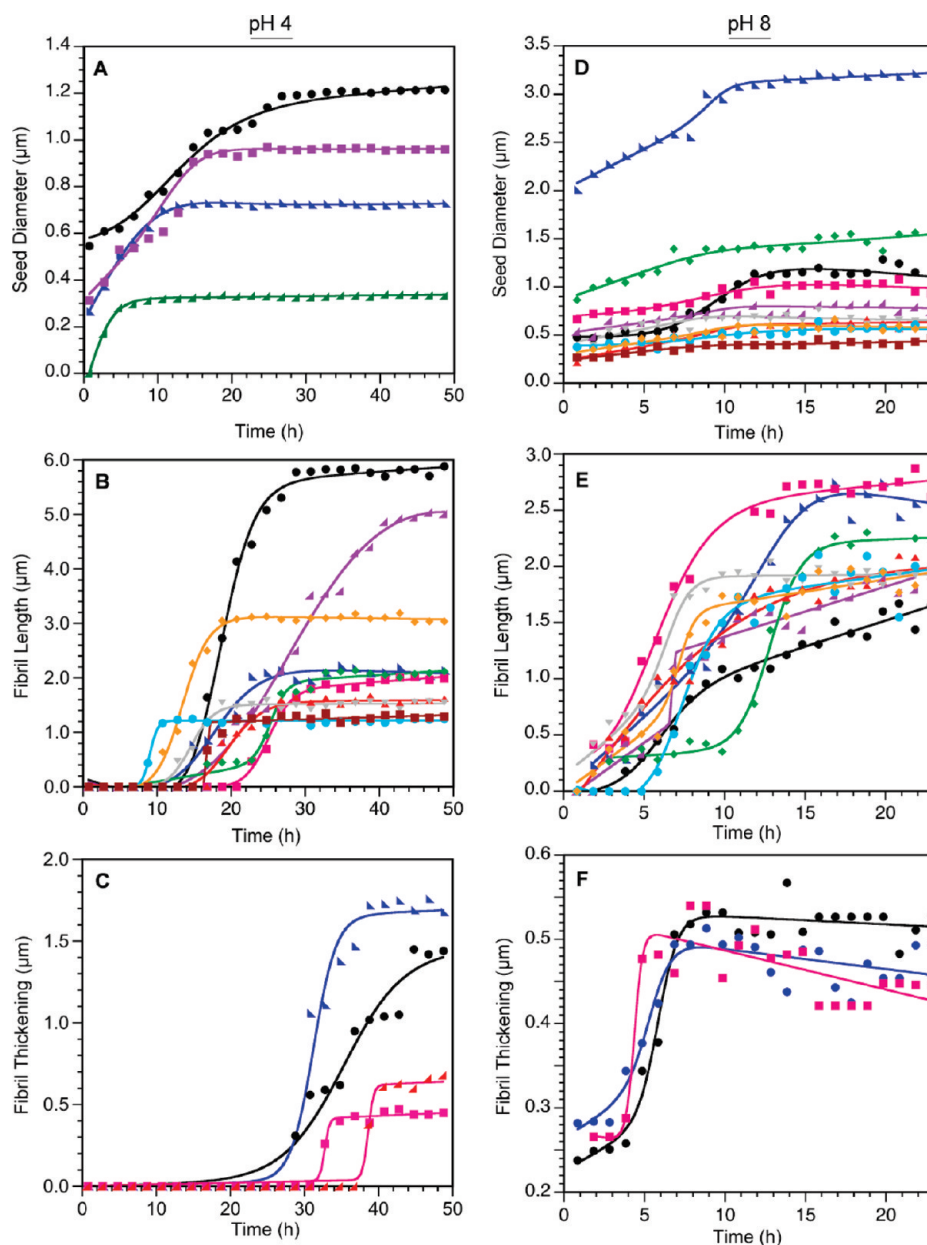 pH 4
pH 8
A
Seed Diameter (µm)
1.4
1.2
1.0
0.8
0.6
0.4
0.2
0.0
0 10 20 30 40 50
Time (h)
D
Seed Diameter (µm)
3.5
3.0
2.5
2.0
1.5
1.0
0.5
0.0
0 5 10 15 20
Time (h)
B
Fibril Length (µm)
6.0
5.0
4.0
3.0
2.0
1.0
0.0
0 10 20 30 40 50
Time (h)
E
Fibril Length (µm)
3.0
2.5
2.0
1.5
1.0
0.5
0.0
0 5 10 15 20
Time (h)
C
Fibril Thickening (µm)
2.0
1.5
1.0
0.5
0.0
0 10 20 30 40 50
Time (h)
F
Fibril Thickening (µm)
0.6
0.5
0.4
0.3
0.2
0 5 10 15 20
Time (h)